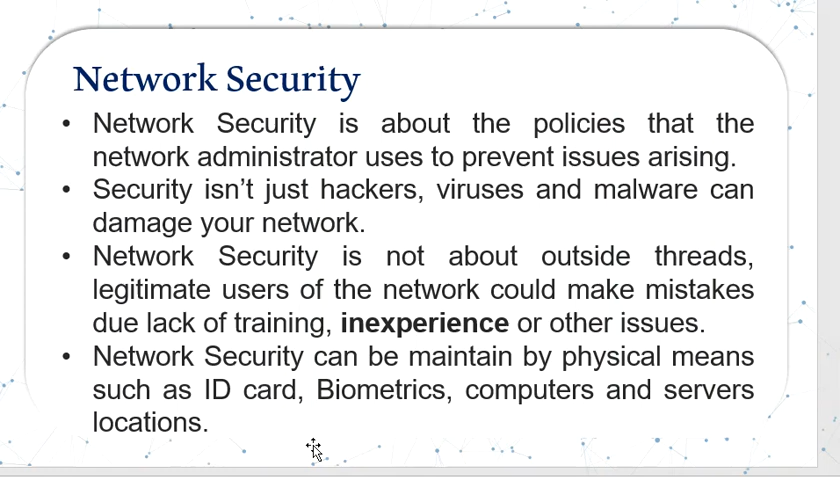 Network Security
• Network Security is about the policies that the
network administrator uses to prevent issues arising.
• Security isn’t just hackers, viruses and malware can
damage your network.
• Network Security is not about outside threads,
legitimate users of the network could make mistakes
due lack of training, inexperience or other issues.
• Network Security can be maintain by physical means
such as ID card, Biometrics, computers and servers
locations.